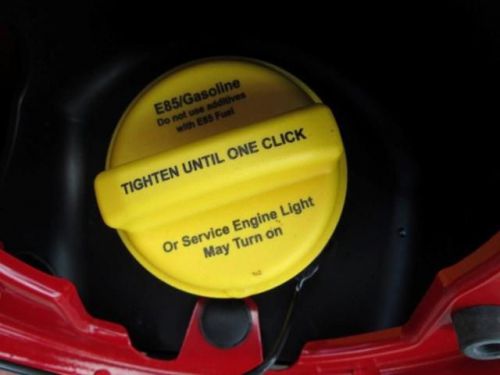 E85/Gasoline
Do not use additives
with E85 Fuel
TIGHTEN UNTIL ONE CLICK
Or Service Engine Light
May Turn on